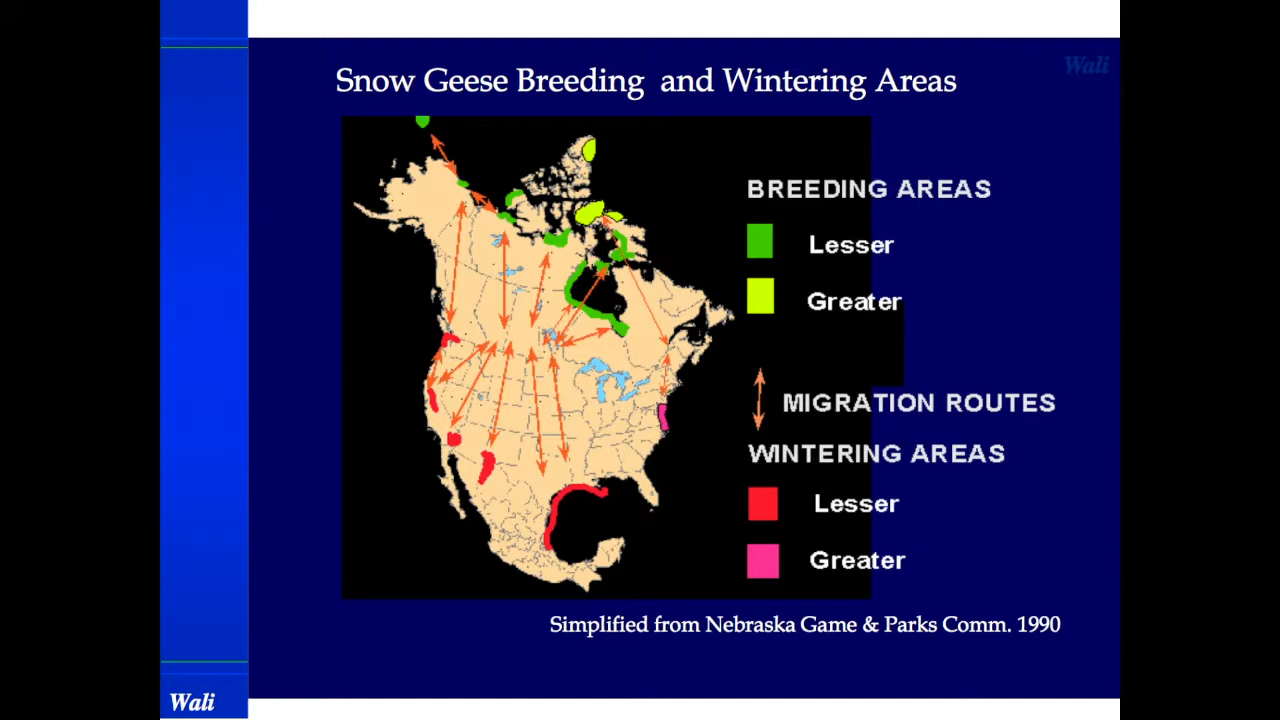 Wali
Snow Geese Breeding and Wintering Areas
BREEDING AREAS
Lesser
Greater
MIGRATION ROUTES
WINTERING AREAS
Lesser
Greater
Simplified from Nebraska Game & Parks Comm. 1990
Wali